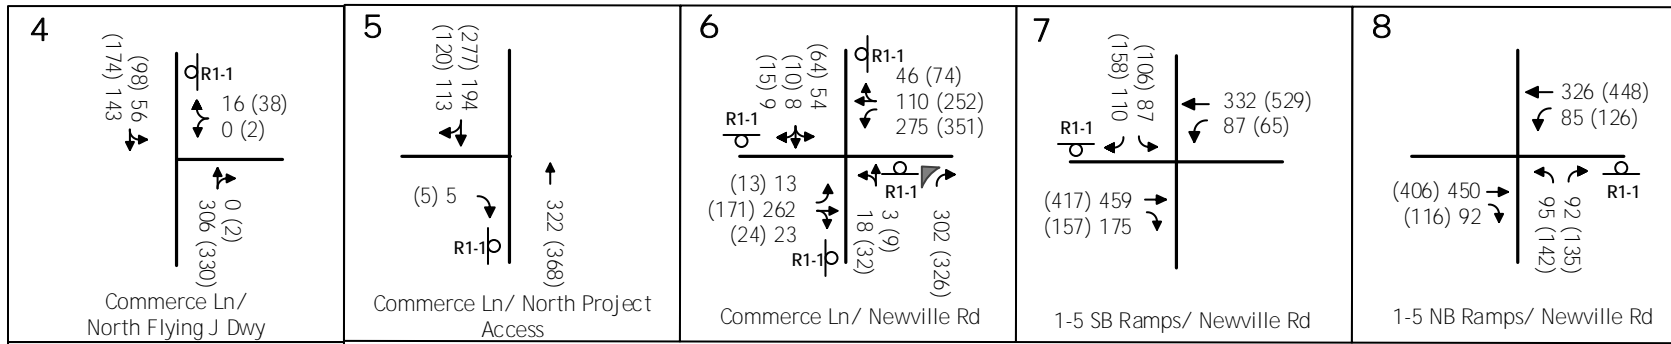 4
(174) 143
(98) 56
R1-1
16 (38)
0 (2)
306 (330)
0 (2)
Commerce Ln/
North Flying J Dwy
5
(120) 113
(277) 194
(5) 5
R1-1
322 (368)
Commerce Ln/ North Project
Access
6
(15) 9
(10) 8
(64) 54
R1-1
46 (74)
110 (252)
275 (351)
R1-1
(13) 13
(171) 262
(24) 23
R1-1
R1-1
18 (32)
3 (9)
302 (326)
Commerce Ln/ Newville Rd
7
(158) 110
(106) 87
R1-1
332 (529)
87 (65)
(417) 459
(157) 175
1-5 SB Ramps/ Newville Rd
8
326 (448)
85 (126)
(406) 450
(116) 92
95 (142)
92 (135)
R1-1
1-5 NB Ramps/ Newville Rd